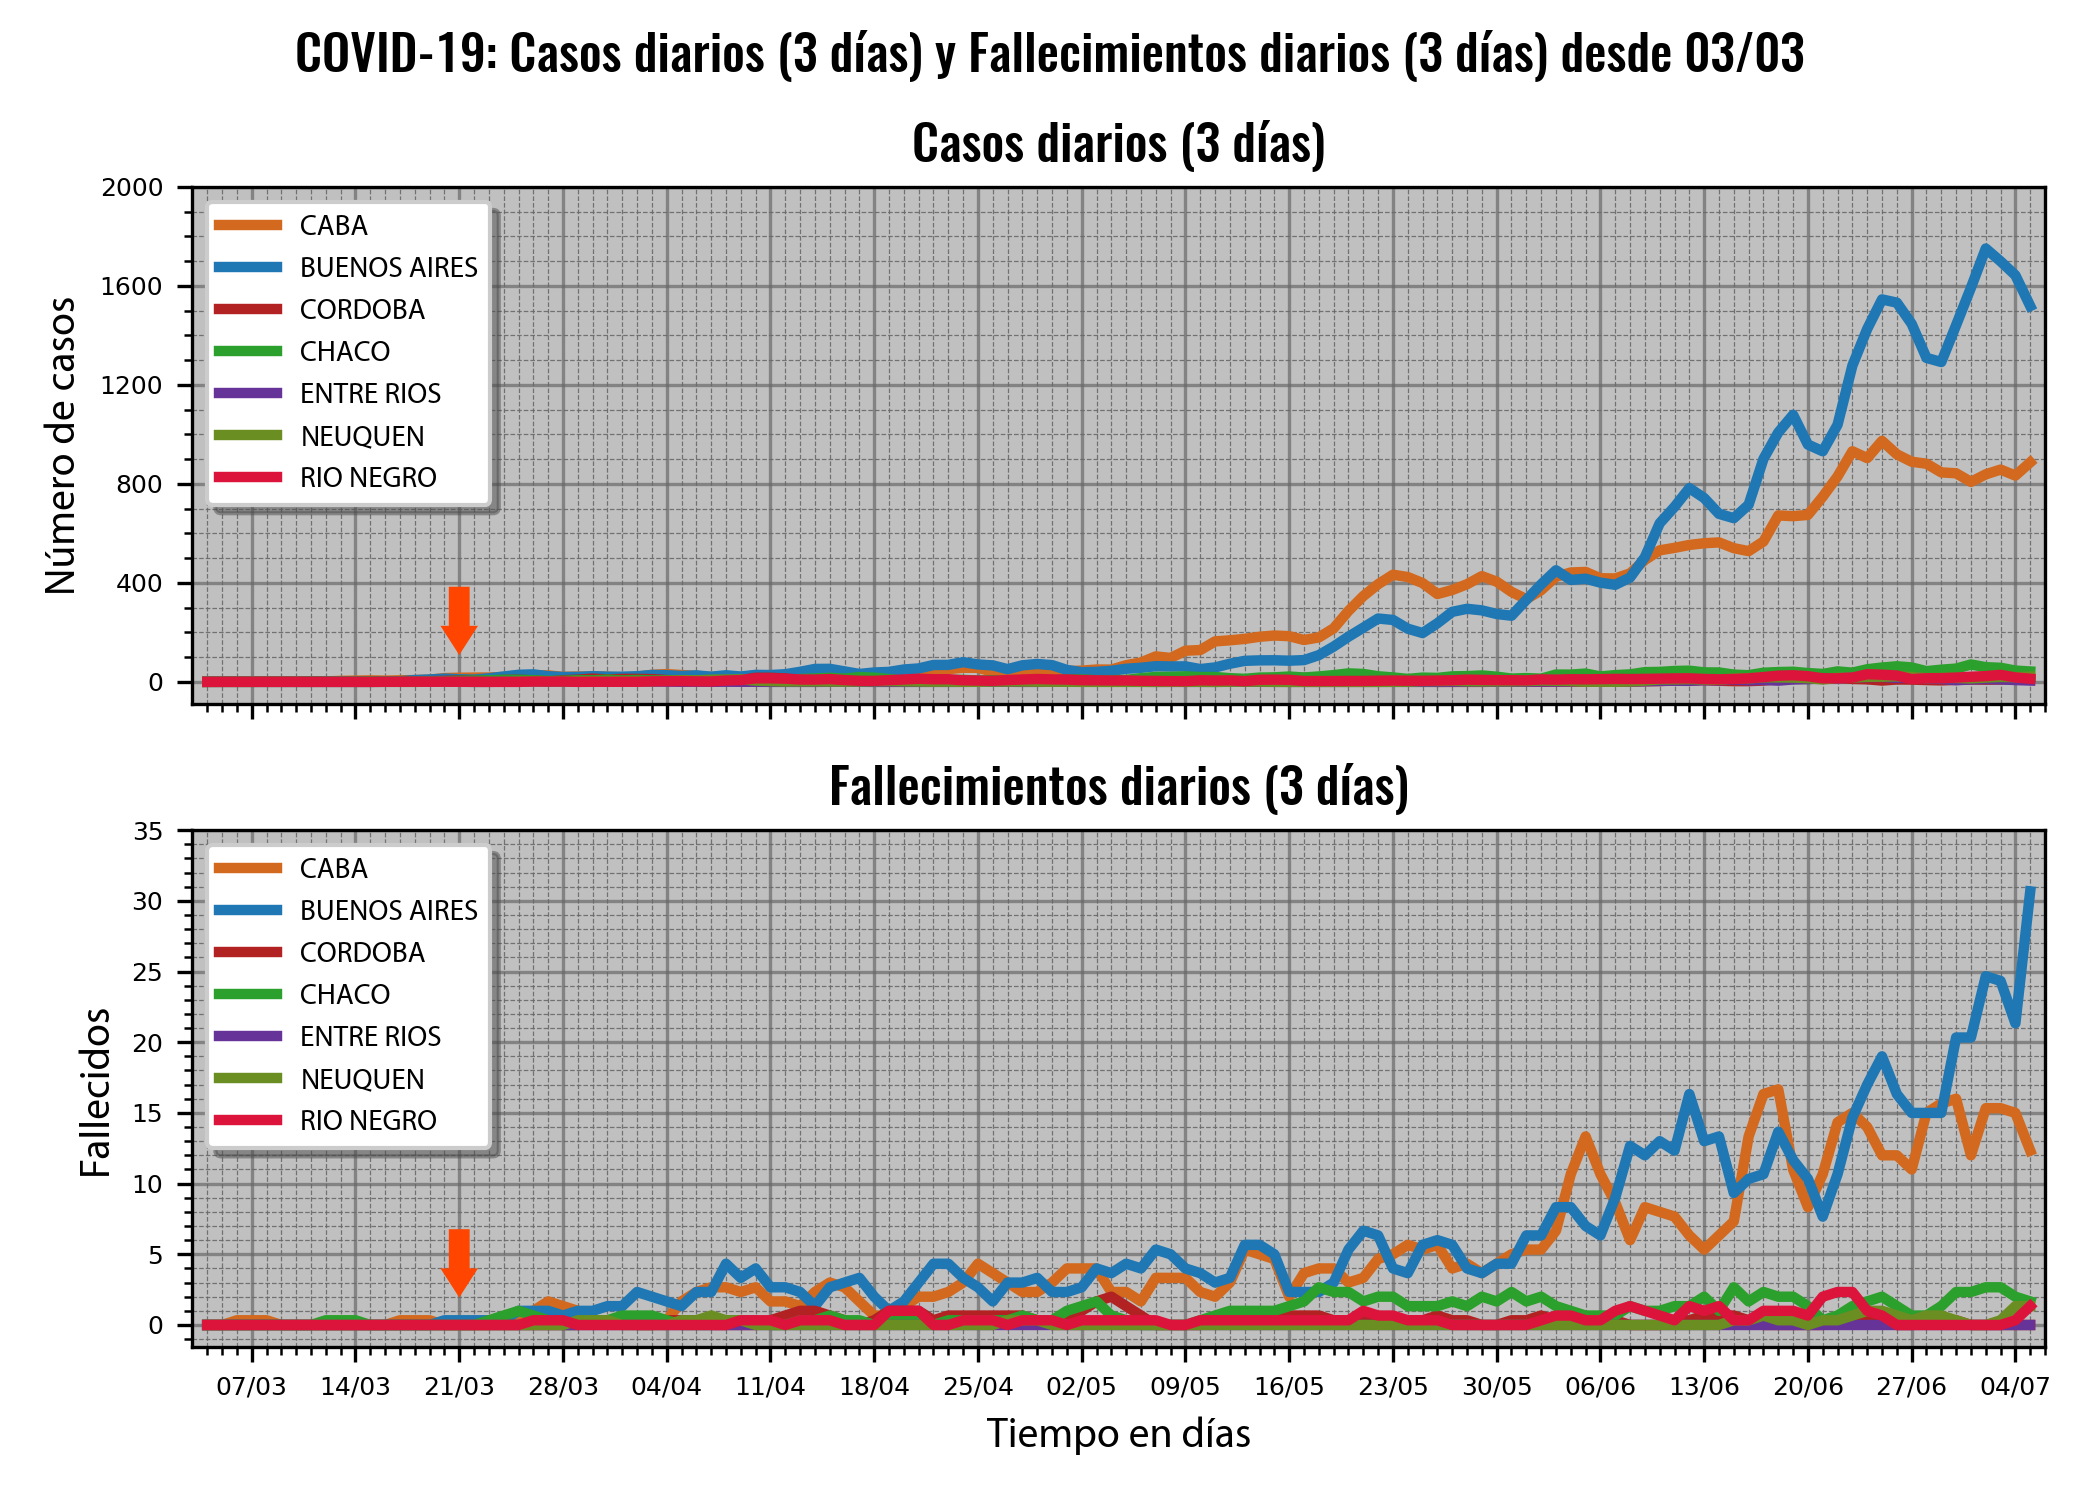 COVID-19: Casos diarios (3 días) y Fallecimientos diarios (3 días) desde 03/03
Casos diarios (3 días)
Número de casos
2000
1600
1200
800
400
0
CABA
BUENOS AIRES
CORDOBA
CHACO
ENTRE RIOS
NEUQUEN
RIO NEGRO
Fallecimientos diarios (3 días)
Fallecidos
35
30
25
20
15
10
5
0
CABA
BUENOS AIRES
CORDOBA
CHACO
ENTRE RIOS
NEUQUEN
RIO NEGRO
07/03 14/03 21/03 28/03 04/04 11/04 18/04 25/04 02/05 09/05 16/05 23/05 30/05 06/06 13/06 20/06 27/06 04/07
Tiempo en días